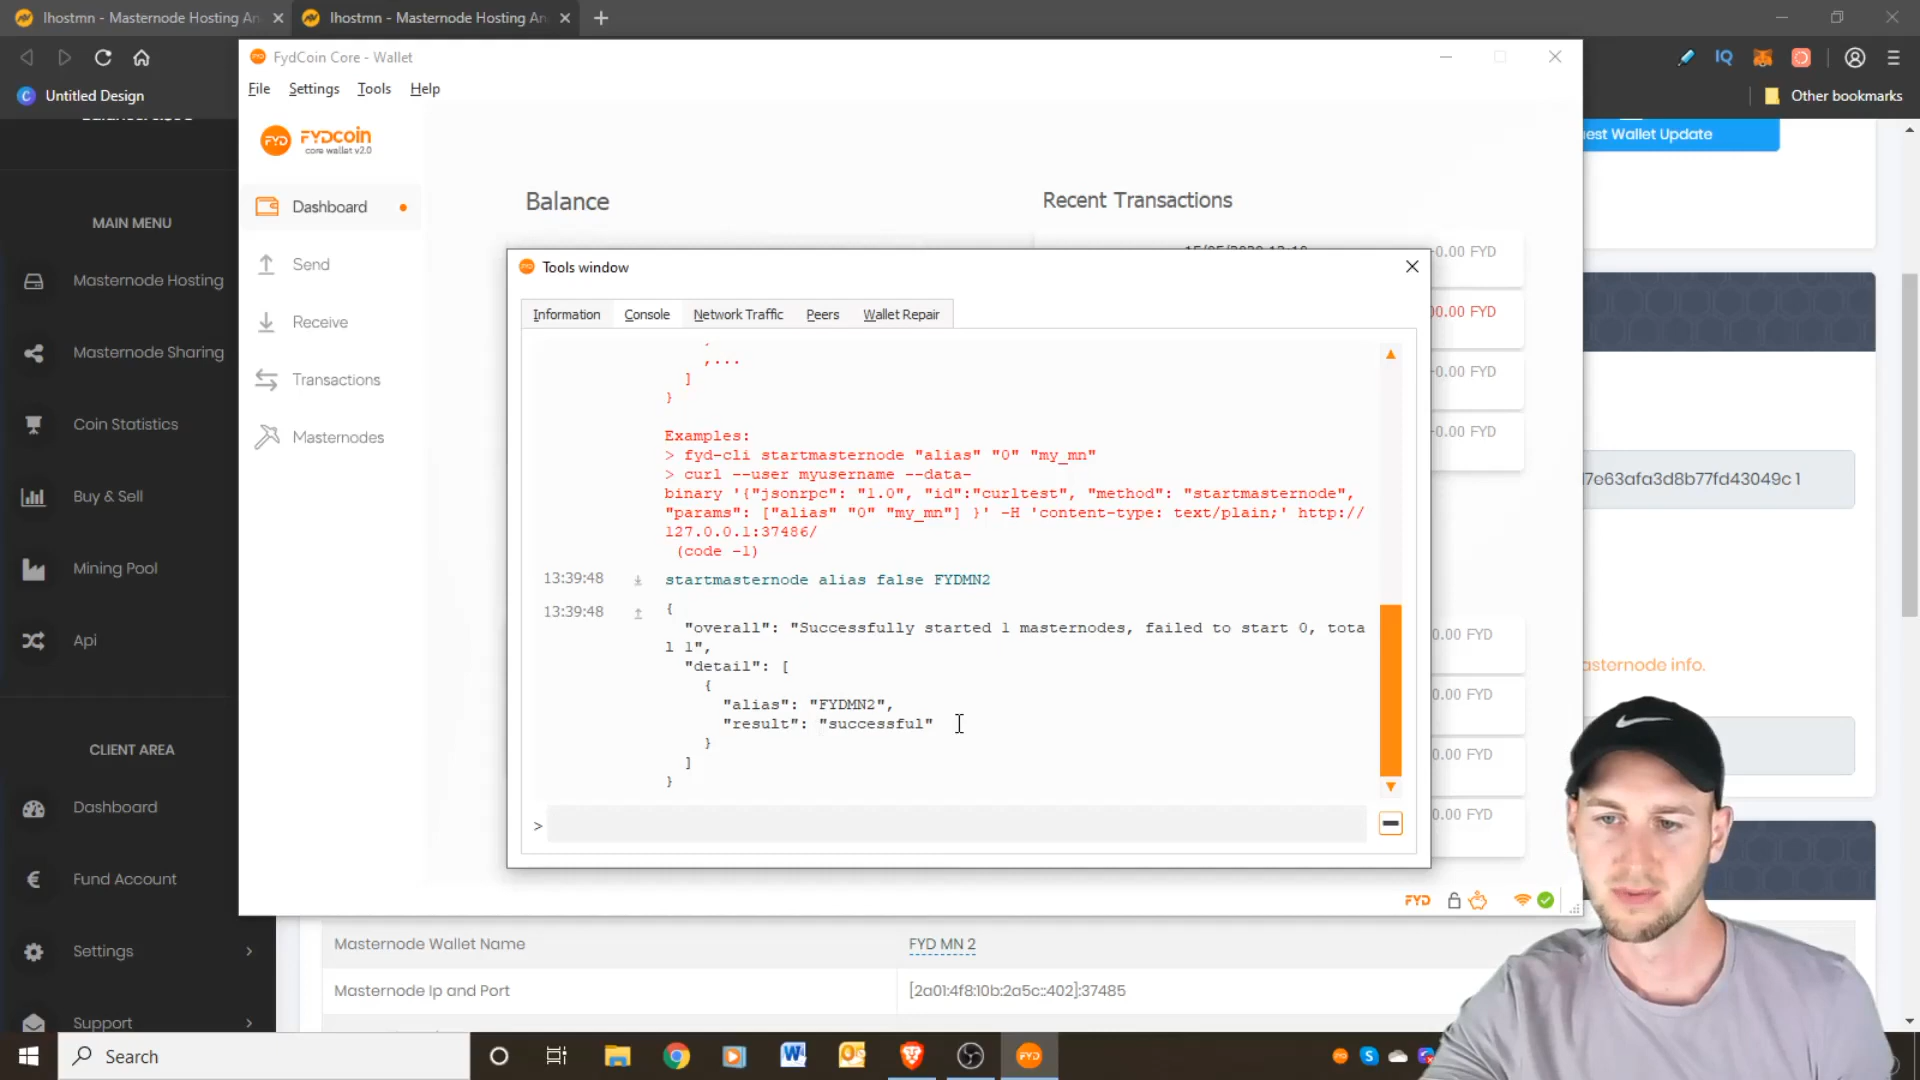 lhostmn - Masternode Hosting An
lhostmn - Masternode Hosting An
Untitled Design
Other bookmarks
FydCoin Core - Wallet
File Settings Tools Help
FYD FYDcoin
core wallet v2.0
Dashboard
Send
Receive
Transactions
Masternodes
Balance
Recent Transactions
-0.00 FYD
00.00 FYD
-0.00 FYD
-0.00 FYD
0.00 FYD
0.00 FYD
0.00 FYD
0.00 FYD
MAIN MENU
Masternode Hosting
Masternode Sharing
Coin Statistics
Buy & Sell
Mining Pool
Api
CLIENT AREA
Dashboard
Fund Account
Settings
Support
Tools window
Information Console Network Traffic Peers Wallet Repair
,...
]
}
Examples:
> fyd-cli startmasternode "alias" "0" "my_mn"
> curl --user myusername --data-
binary '{"jsonrpc": "1.0", "id":"curltest", "method": "startmasternode",
"params": ["alias" "0" "my_mn"] }' -H 'content-type: text/plain;' http://
127.0.0.1:37486/
(code -1)
13:39:48 startmasternode alias false FYDMN2
13:39:48 {
"overall": "Successfully started 1 masternodes, failed to start 0, tota
l 1",
"detail": [
{
"alias": "FYDMN2",
"result": "successful"
}
]
}
>
FYD
est Wallet Update
17e63afa3d8b77fd43049c 1
asternode info.
Masternode Wallet Name FYD MN 2
Masternode Ip and Port [2a01:4f8:10b:2a5c::402]:37485
Search